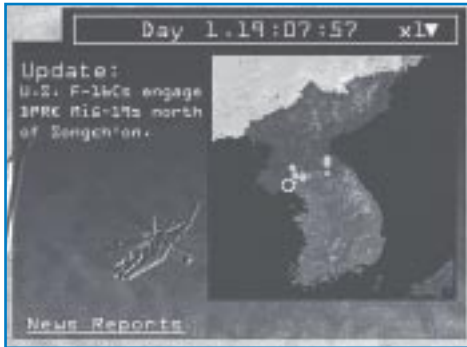 Day 1.19:07:57 x1▼
Update:
U.S. F-16Cs engage
DPRK MiG-19s north
of Songch'on.
News Reports